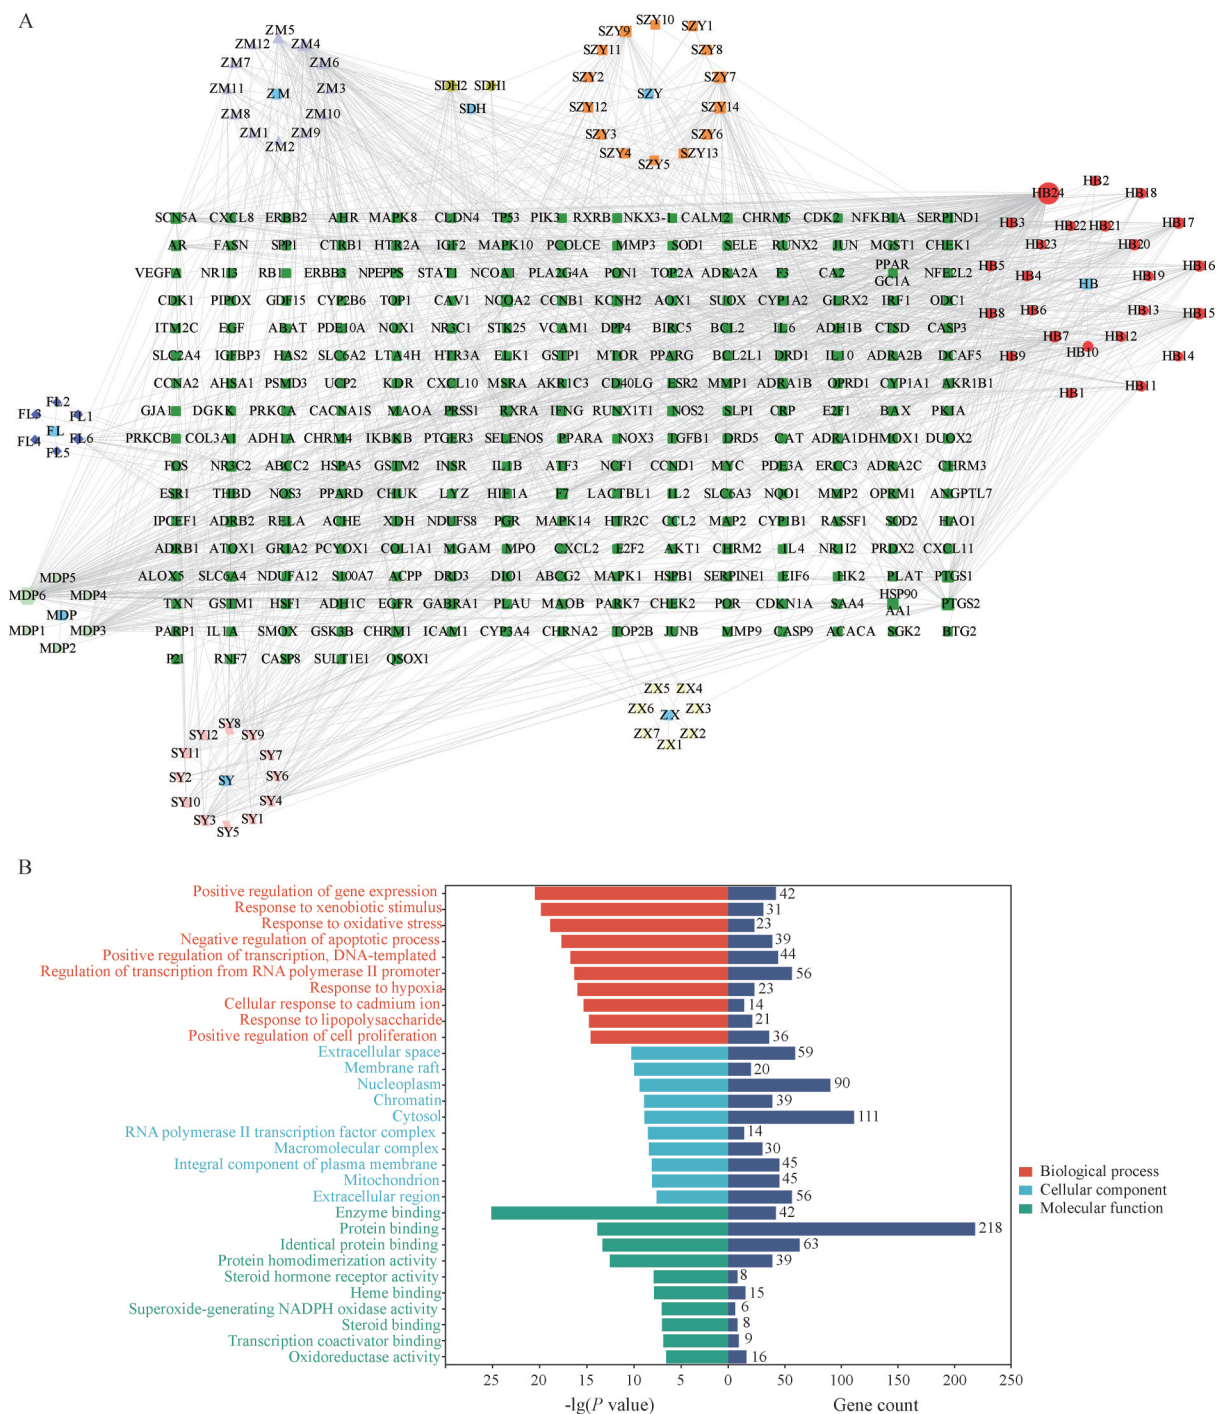 A
ZM5
ZM12 ZM4
ZM7 ZM6
ZM11 ZM ZM3
ZM8 ZM10
ZM1 ZM9
ZM2
SDH2 SDH1
SDH
SZY10
SZY9 SZY1
SZY11 SZY8
SZY2 SZY SZY7
SZY12 SZY14
SZY3 SZY6
SZY4 SZY13
SZY5
HB2
HB24 HB18
HB3 HB22 HB21 HB17
HB23 HB20
HB5 HB4 HB19 HB16
HB
HB8 HB6 HB13 HB15
HB7 HB12
HB9 HB10 HB14
HB1 HB11
SCN5A CXCL8 ERBB2 AHR MAPK8 CLDN4 TP53 PIK3 RXRB NKX3-1 CALM2 CHRM5 CDK2 NFKB1A SERPIND1
AR FASN SPP1 CTRB1 HTR2A IGF2 MAPK10 PCOLCE MMP3 SOD1 SELE RUNX2 JUN MGST1 CHEK1
VEGFA NR1I3 RB1 ERBB3 NPEPPS STAT1 NCOA1 PLA2G4A PON1 TOP2A ADRA2A F3 CA2 PPAR GC1A NFE2L2
CDK1 PIPOX GDF15 CYP2B6 TOP1 CAV1 NCOA2 CCNB1 KCNH2 AOX1 SUOX CYP1A2 GLRX2 IRF1 ODC1
ITM2C EGF ABAT PDE10A NOX1 NR3C1 STK25 VCAM1 DPP4 BIRC5 BCL2 IL6 ADH1B CTSD CASP3
SLC2A4 IGFBP3 HAS2 SLC6A2 LTA4H HTR3A ELK1 GSTP1 MTOR PPARG BCL2L1 DRD1 IL10 ADRA2B DCAF5
CCNA2 AHSA1 PSMD3 UCP2 KDR CXCL10 MSRA AKR1C3 CD40LG ESR2 MMP1 ADRA1B OPRD1 CYP1A1 AKR1B1
GJA1 DGKK PRKCA CACNA1S MAOA PRSS1 RXRA IFNG RUNX1T1 NOS2 SLPI CRP E2F1 BAX PKIA
PRKCB COL3A1 ADH1A CHRM4 IKBKB PTGER3 SELENOS PPARA NOX3 TGFB1 DRD5 CAT ADRA1D HMOX1 DUOX2
FOS NR3C2 ABCC2 HSPA5 GSTM2 INSR IL1B ATF3 NCF1 CCND1 MYC PDE3A ERCC3 ADRA2C CHRM3
ESR1 THBD NOS3 PPARD CHUK LYZ HIF1A F7 LACTBL1 IL2 SLC6A3 NQO1 MMP2 OPRM1 ANGPTL7
IPCEF1 ADRB2 RELA ACHE XDH NDUFS8 PGR MAPK14 HTR2C CCL2 MAP2 CYP1B1 RASSF1 SOD2 HAO1
ADRB1 ATOX1 GRIA2 PCYOX1 COL1A1 MGAM MPO CXCL2 E2F2 AKT1 CHRM2 IL4 NR1I2 PRDX2 CXCL11
ALOX5 SLC6A4 NDUFA12 S100A7 ACPP DRD3 DIO1 ABCG2 MAPK1 HSPB1 SERPINE1 EIF6 HK2 PLAT PTGS1
TXN GSTM1 HSF1 ADH1C EGFR GABRA1 PLAU MAOB PARK7 CHEK2 POR CDKN1A SAA4 HSP90 AA1 PTGS2
PARP1 IL1A SMOX GSK3B CHRM1 ICAM1 CYP3A4 CHRNA2 TOP2B JUNB MMP9 CASP9 ACACA SGK2 BTG2
P21 RNF7 CASP8 SULT1E1 QSOX1
FL2
FL3 FL1
FL
FL4 FL6
FL5
MDP5
MDP6 MDP4
MDP
MDP1 MDP3
MDP2
SY8
SY12 SY9
SY11 SY7
SY2 SY SY6
SY10 SY4
SY3 SY1
SY5
ZX5 ZX4
ZX6 ZX ZX3
ZX7 ZX2
ZX1
B
Positive regulation of gene expression 42
Response to xenobiotic stimulus 31
Response to oxidative stress 23
Negative regulation of apoptotic process 39
Positive regulation of transcription, DNA-templated 44
Regulation of transcription from RNA polymerase II promoter 56
Response to hypoxia 23
Cellular response to cadmium ion 14
Response to lipopolysaccharide 21
Positive regulation of cell proliferation 36
Extracellular space 59
Membrane raft 20
Nucleoplasm 90
Chromatin 39
Cytosol 111
RNA polymerase II transcription factor complex 14
Macromolecular complex 30
Integral component of plasma membrane 45
Mitochondrion 45
Extracellular region 56
Enzyme binding 42
Protein binding 218
Identical protein binding 63
Protein homodimerization activity 39
Steroid hormone receptor activity 8
Heme binding 15
Superoxide-generating NADPH oxidase activity 6
Steroid binding 8
Transcription coactivator binding 9
Oxidoreductase activity 16
Biological process
Cellular component
Molecular function
25 20 15 10 5 0 50 100 150 200 250
-lg(P value) Gene count